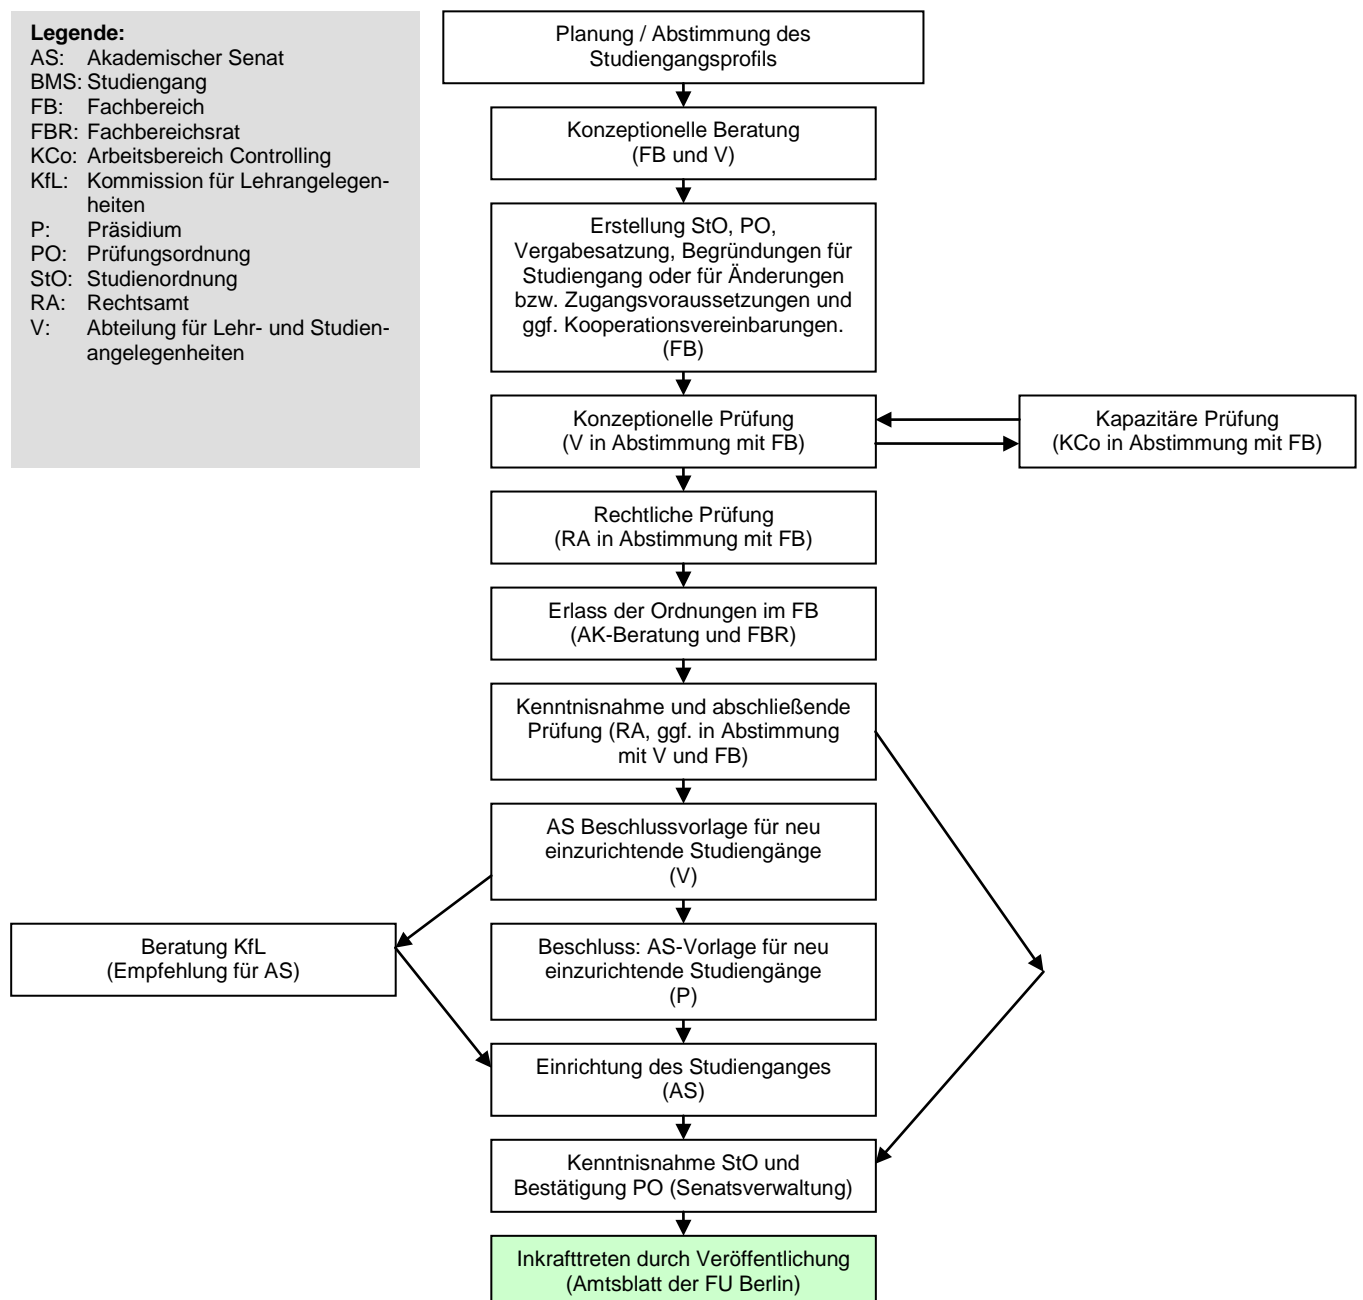 Legende:
AS: Akademischer Senat
BMS: Studiengang
FB: Fachbereich
FBR: Fachbereichsrat
KCo: Arbeitsbereich Controlling
KfL: Kommission für Lehrangelegen-
heiten
P: Präsidium
PO: Prüfungsordnung
StO: Studienordnung
RA: Rechtsamt
V: Abteilung für Lehr- und Studien-
angelegenheiten
Planung / Abstimmung des
Studiengangsprofils
Konzeptionelle Beratung
(FB und V)
Erstellung StO, PO,
Vergabesatzung, Begründungen für
Studiengang oder für Änderungen
bzw. Zugangsvoraussetzungen und
ggf. Kooperationsvereinbarungen.
(FB)
Konzeptionelle Prüfung
(V in Abstimmung mit FB)
Kapazitäre Prüfung
(KCo in Abstimmung mit FB)
Rechtliche Prüfung
(RA in Abstimmung mit FB)
Erlass der Ordnungen im FB
(AK-Beratung und FBR)
Kenntnisnahme und abschließende
Prüfung (RA, ggf. in Abstimmung
mit V und FB)
AS Beschlussvorlage für neu
einzurichtende Studiengänge
(V)
Beratung KfL
(Empfehlung für AS)
Beschluss: AS-Vorlage für neu
einzurichtende Studiengänge
(P)
Einrichtung des Studienganges
(AS)
Kenntnisnahme StO und
Bestätigung PO (Senatsverwaltung)
Inkrafttreten durch Veröffentlichung
(Amtsblatt der FU Berlin)